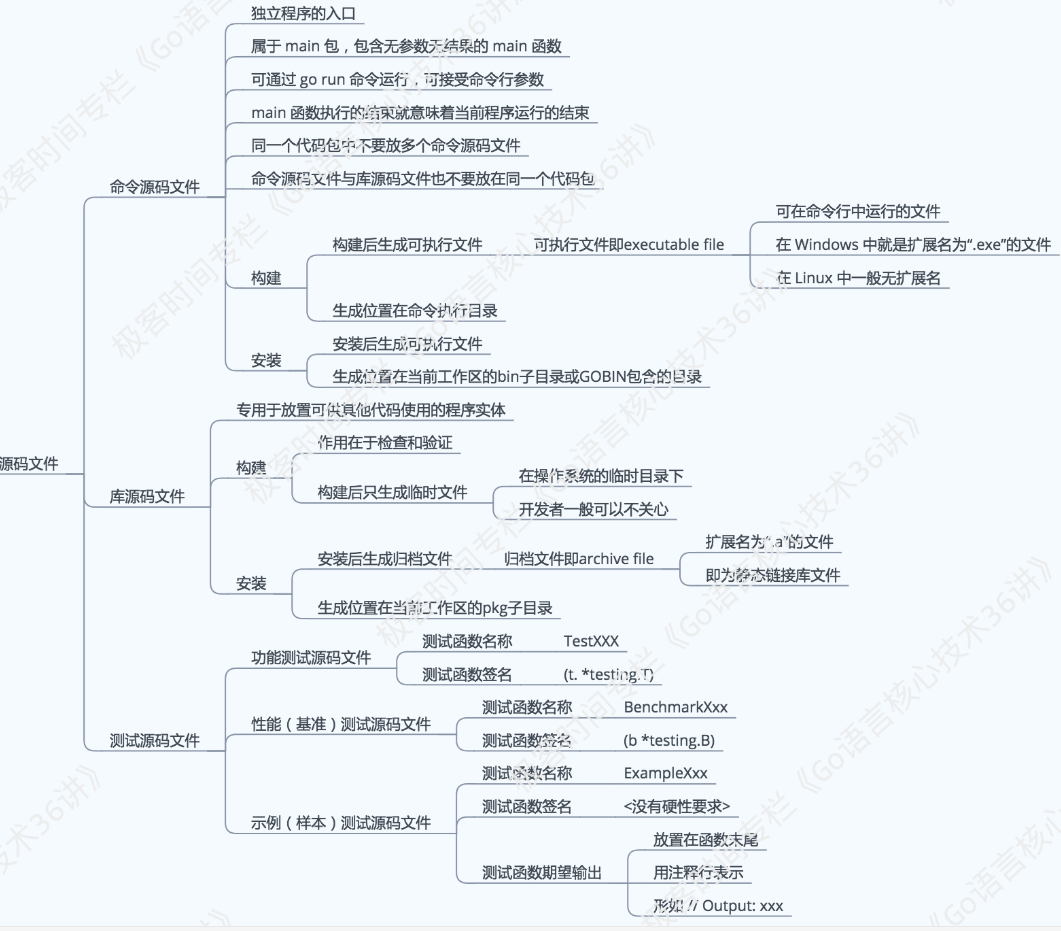 独立程序的入口
属于 main 包，包含无参数无结果的 main 函数
可通过 go run 命令运行，可接受命令行参数
main 函数执行的结束就意味着当前程序运行的结束
同一个代码包中不要放多个命令源码文件
命令源码文件
命令源码文件与库源码文件也不要放在同一个代码包
可在命令行中运行的文件
构建后生成可执行文件 可执行文件即executable file
在 Windows 中就是扩展名为“.exe”的文件
构建
在 Linux 中一般无扩展名
生成位置在命令执行目录
安装后生成可执行文件
安装
生成位置在当前工作区的bin子目录或GOBIN包含的目录
专用于放置可供其他代码使用的程序实体
作用在于检查和验证
源码文件
构建
在操作系统的临时目录下
库源码文件
构建后只生成临时文件
开发者一般可以不关心
扩展名为“.a”的文件
安装后生成归档文件 归档文件即archive file
即为静态链接库文件
安装
生成位置在当前工作区的pkg子目录
测试函数名称 TestXXX
功能测试源码文件
测试函数签名 (t. *testing.T)
测试函数名称 BenchmarkXxx
性能（基准）测试源码文件
测试源码文件
测试函数签名 (b *testing.B)
测试函数名称 ExampleXxx
测试函数签名 <没有硬性要求>
示例（样本）测试源码文件
放置在函数末尾
测试函数期望输出
用注释行表示
形如 // Output: xxx
极客时间专栏《Go语言核心技术36讲》